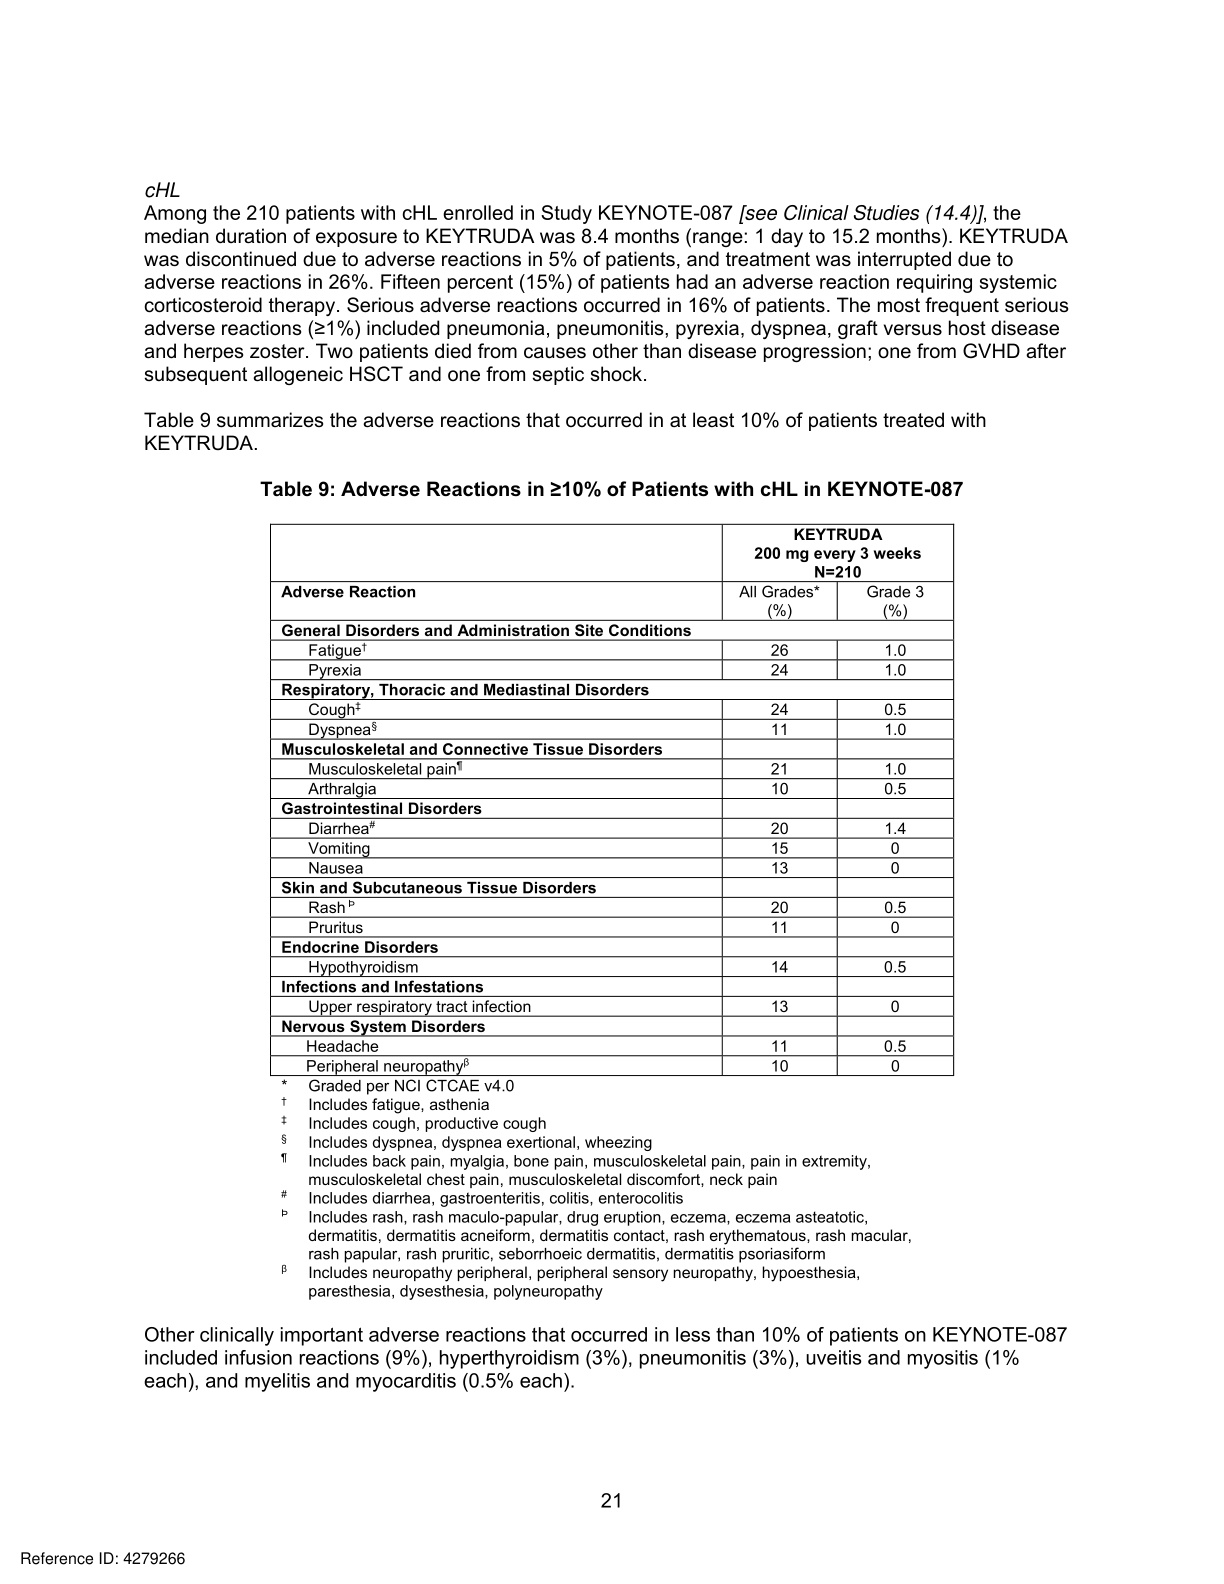 cHL
Among the 210 patients with cHL enrolled in Study KEYNOTE-087 [see Clinical Studies (14.4)], the
median duration of exposure to KEYTRUDA was 8.4 months (range: 1 day to 15.2 months). KEYTRUDA
was discontinued due to adverse reactions in 5% of patients, and treatment was interrupted due to
adverse reactions in 26%. Fifteen percent (15%) of patients had an adverse reaction requiring systemic
corticosteroid therapy. Serious adverse reactions occurred in 16% of patients. The most frequent serious
adverse reactions (≥1%) included pneumonia, pneumonitis, pyrexia, dyspnea, graft versus host disease
and herpes zoster. Two patients died from causes other than disease progression; one from GVHD after
subsequent allogeneic HSCT and one from septic shock.
Table 9 summarizes the adverse reactions that occurred in at least 10% of patients treated with
KEYTRUDA.
Table 9: Adverse Reactions in ≥10% of Patients with cHL in KEYNOTE-087
KEYTRUDA
200 mg every 3 weeks
N=210
Adverse Reaction All Grades* Grade 3
(%) (%)
General Disorders and Administration Site Conditions
Fatigue† 26 1.0
Pyrexia 24 1.0
Respiratory, Thoracic and Mediastinal Disorders
Cough‡ 24 0.5
Dyspnea§ 11 1.0
Musculoskeletal and Connective Tissue Disorders
Musculoskeletal pain¶ 21 1.0
Arthralgia 10 0.5
Gastrointestinal Disorders
Diarrhea# 20 1.4
Vomiting 15 0
Nausea 13 0
Skin and Subcutaneous Tissue Disorders
Rash Þ 20 0.5
Pruritus 11 0
Endocrine Disorders
Hypothyroidism 14 0.5
Infections and Infestations
Upper respiratory tract infection 13 0
Nervous System Disorders
Headache 11 0.5
Peripheral neuropathyβ 10 0
* Graded per NCI CTCAE v4.0
† Includes fatigue, asthenia
‡ Includes cough, productive cough
§ Includes dyspnea, dyspnea exertional, wheezing
¶ Includes back pain, myalgia, bone pain, musculoskeletal pain, pain in extremity,
musculoskeletal chest pain, musculoskeletal discomfort, neck pain
# Includes diarrhea, gastroenteritis, colitis, enterocolitis
Þ Includes rash, rash maculo-papular, drug eruption, eczema, eczema asteatotic,
dermatitis, dermatitis acneiform, dermatitis contact, rash erythematous, rash macular,
rash papular, rash pruritic, seborrhoeic dermatitis, dermatitis psoriasiform
β Includes neuropathy peripheral, peripheral sensory neuropathy, hypoesthesia,
paresthesia, dysesthesia, polyneuropathy
Other clinically important adverse reactions that occurred in less than 10% of patients on KEYNOTE-087
included infusion reactions (9%), hyperthyroidism (3%), pneumonitis (3%), uveitis and myositis (1%
each), and myelitis and myocarditis (0.5% each).
21
Reference ID: 4279266